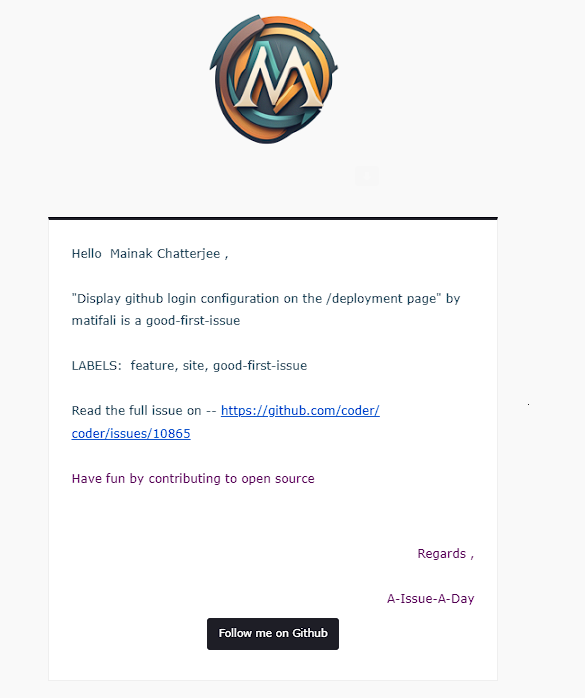 M
Hello  Mainak Chatterjee ,
"Display github login configuration on the /deployment page" by
matifali is a good-first-issue
LABELS:  feature, site, good-first-issue
Read the full issue on -- https://github.com/coder/
coder/issues/10865
Have fun by contributing to open source
Regards ,
A-Issue-A-Day
Follow me on Github